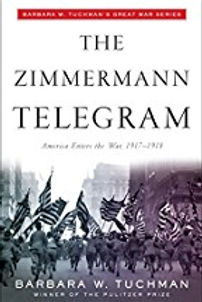 BARBARA W. TUCHMAN'S GREAT WAR SERIES
THE
ZIMMERMANN
TELEGRAM
America Enters the War, 1917–1918
BARBARA W. TUCHMAN
WINNER OF THE PULITZER PRIZE